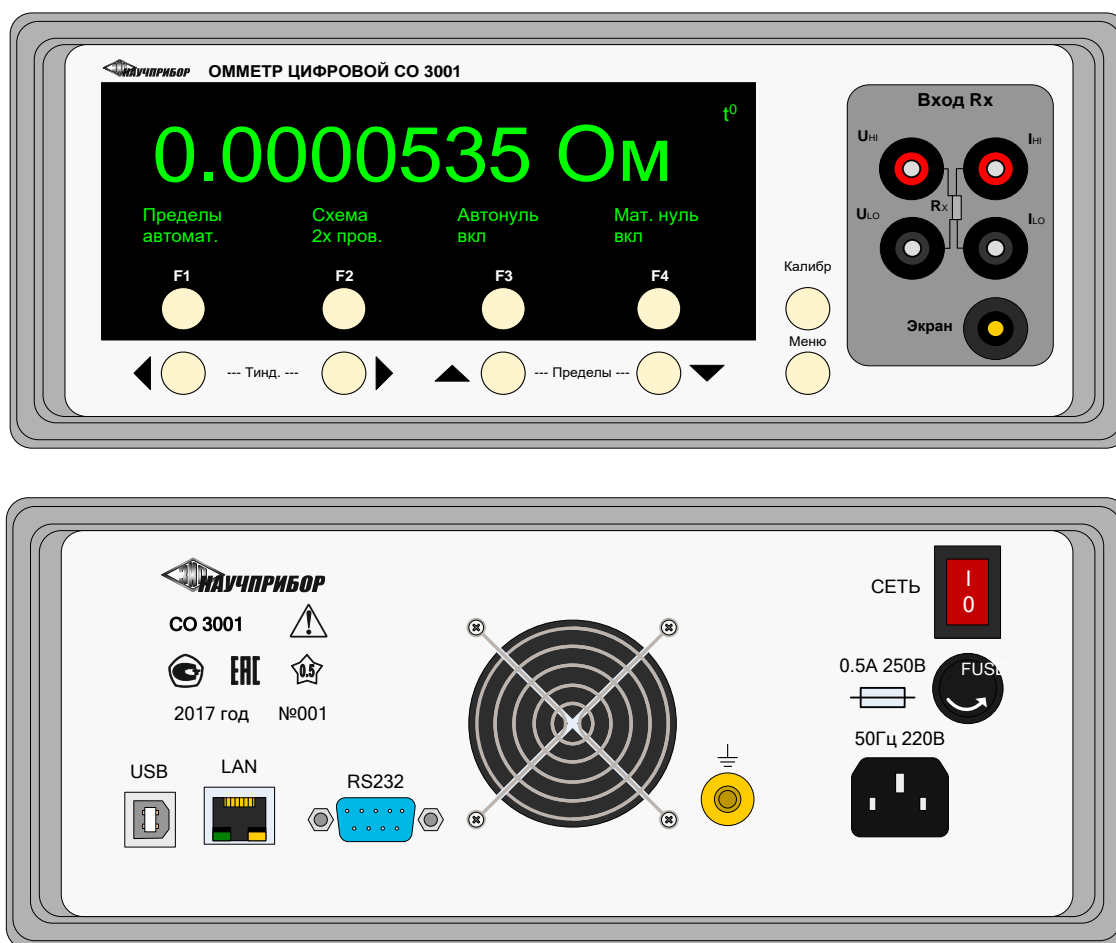 НАУЧПРИБОР ОММЕТР ЦИФРОВОЙ СО 3001
t⁰
0.0000535 Ом
Пределы автомат.
Схема 2х пров.
Автонуль вкл
Мат. нуль вкл
F1 F2 F3 F4
--- Тинд. ---
--- Пределы ---
Калибр
Меню
Вход Rx
UHI IHI
RX
ULO ILO
Экран
НАУЧПРИБОР
СО 3001
ЕАС 0.5
2017 год №001
USB LAN RS232
СЕТЬ
I
0
0.5А 250В
FUSE
50Гц 220В